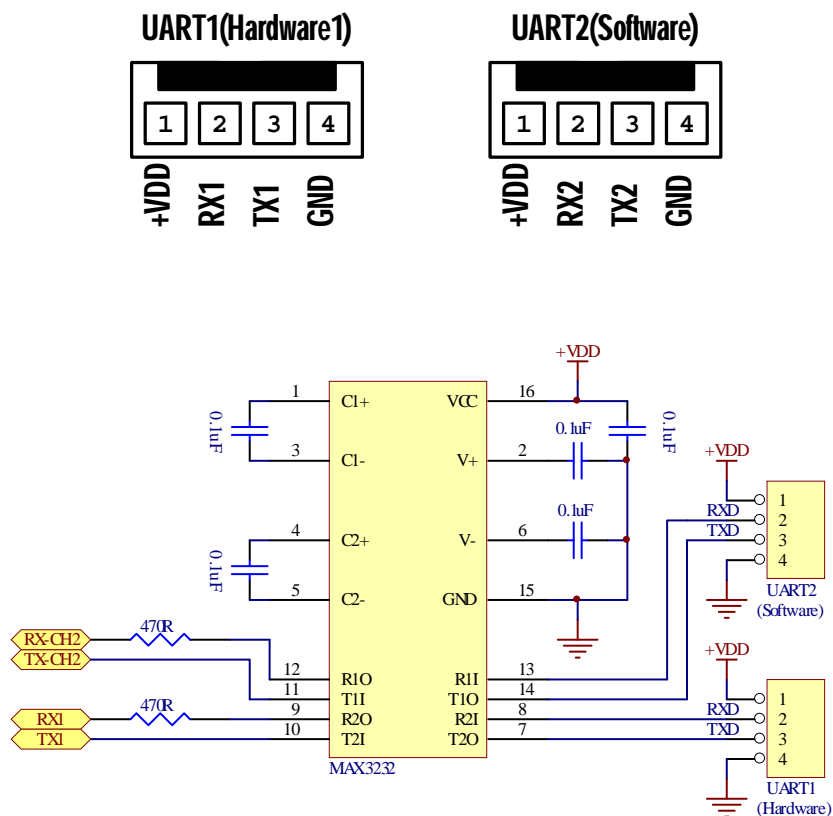 UART1(Hardware1)
UART2(Software)
1 2 3 4
1 2 3 4
+VDD RX1 TX1 GND
+VDD RX2 TX2 GND
+VDD
1 C1+ VCC 16
0.1uF
0.1uF
0.1uF
3 C1- V+ 2
+VDD
4 C2+ V- 6
0.1uF
0.1uF
5 C2- GND 15
RXD
TXD
1
2
3
4
UART2
(Software)
RX-CH2 470R
TX-CH2
12 R1O R1I 13
11 T1I T1O 14
RX1 470R 9 R2O R2I 8 RXD
TX1 10 T2I T2O 7 TXD
MAX3232
+VDD
1
2
3
4
UART1
(Hardware)